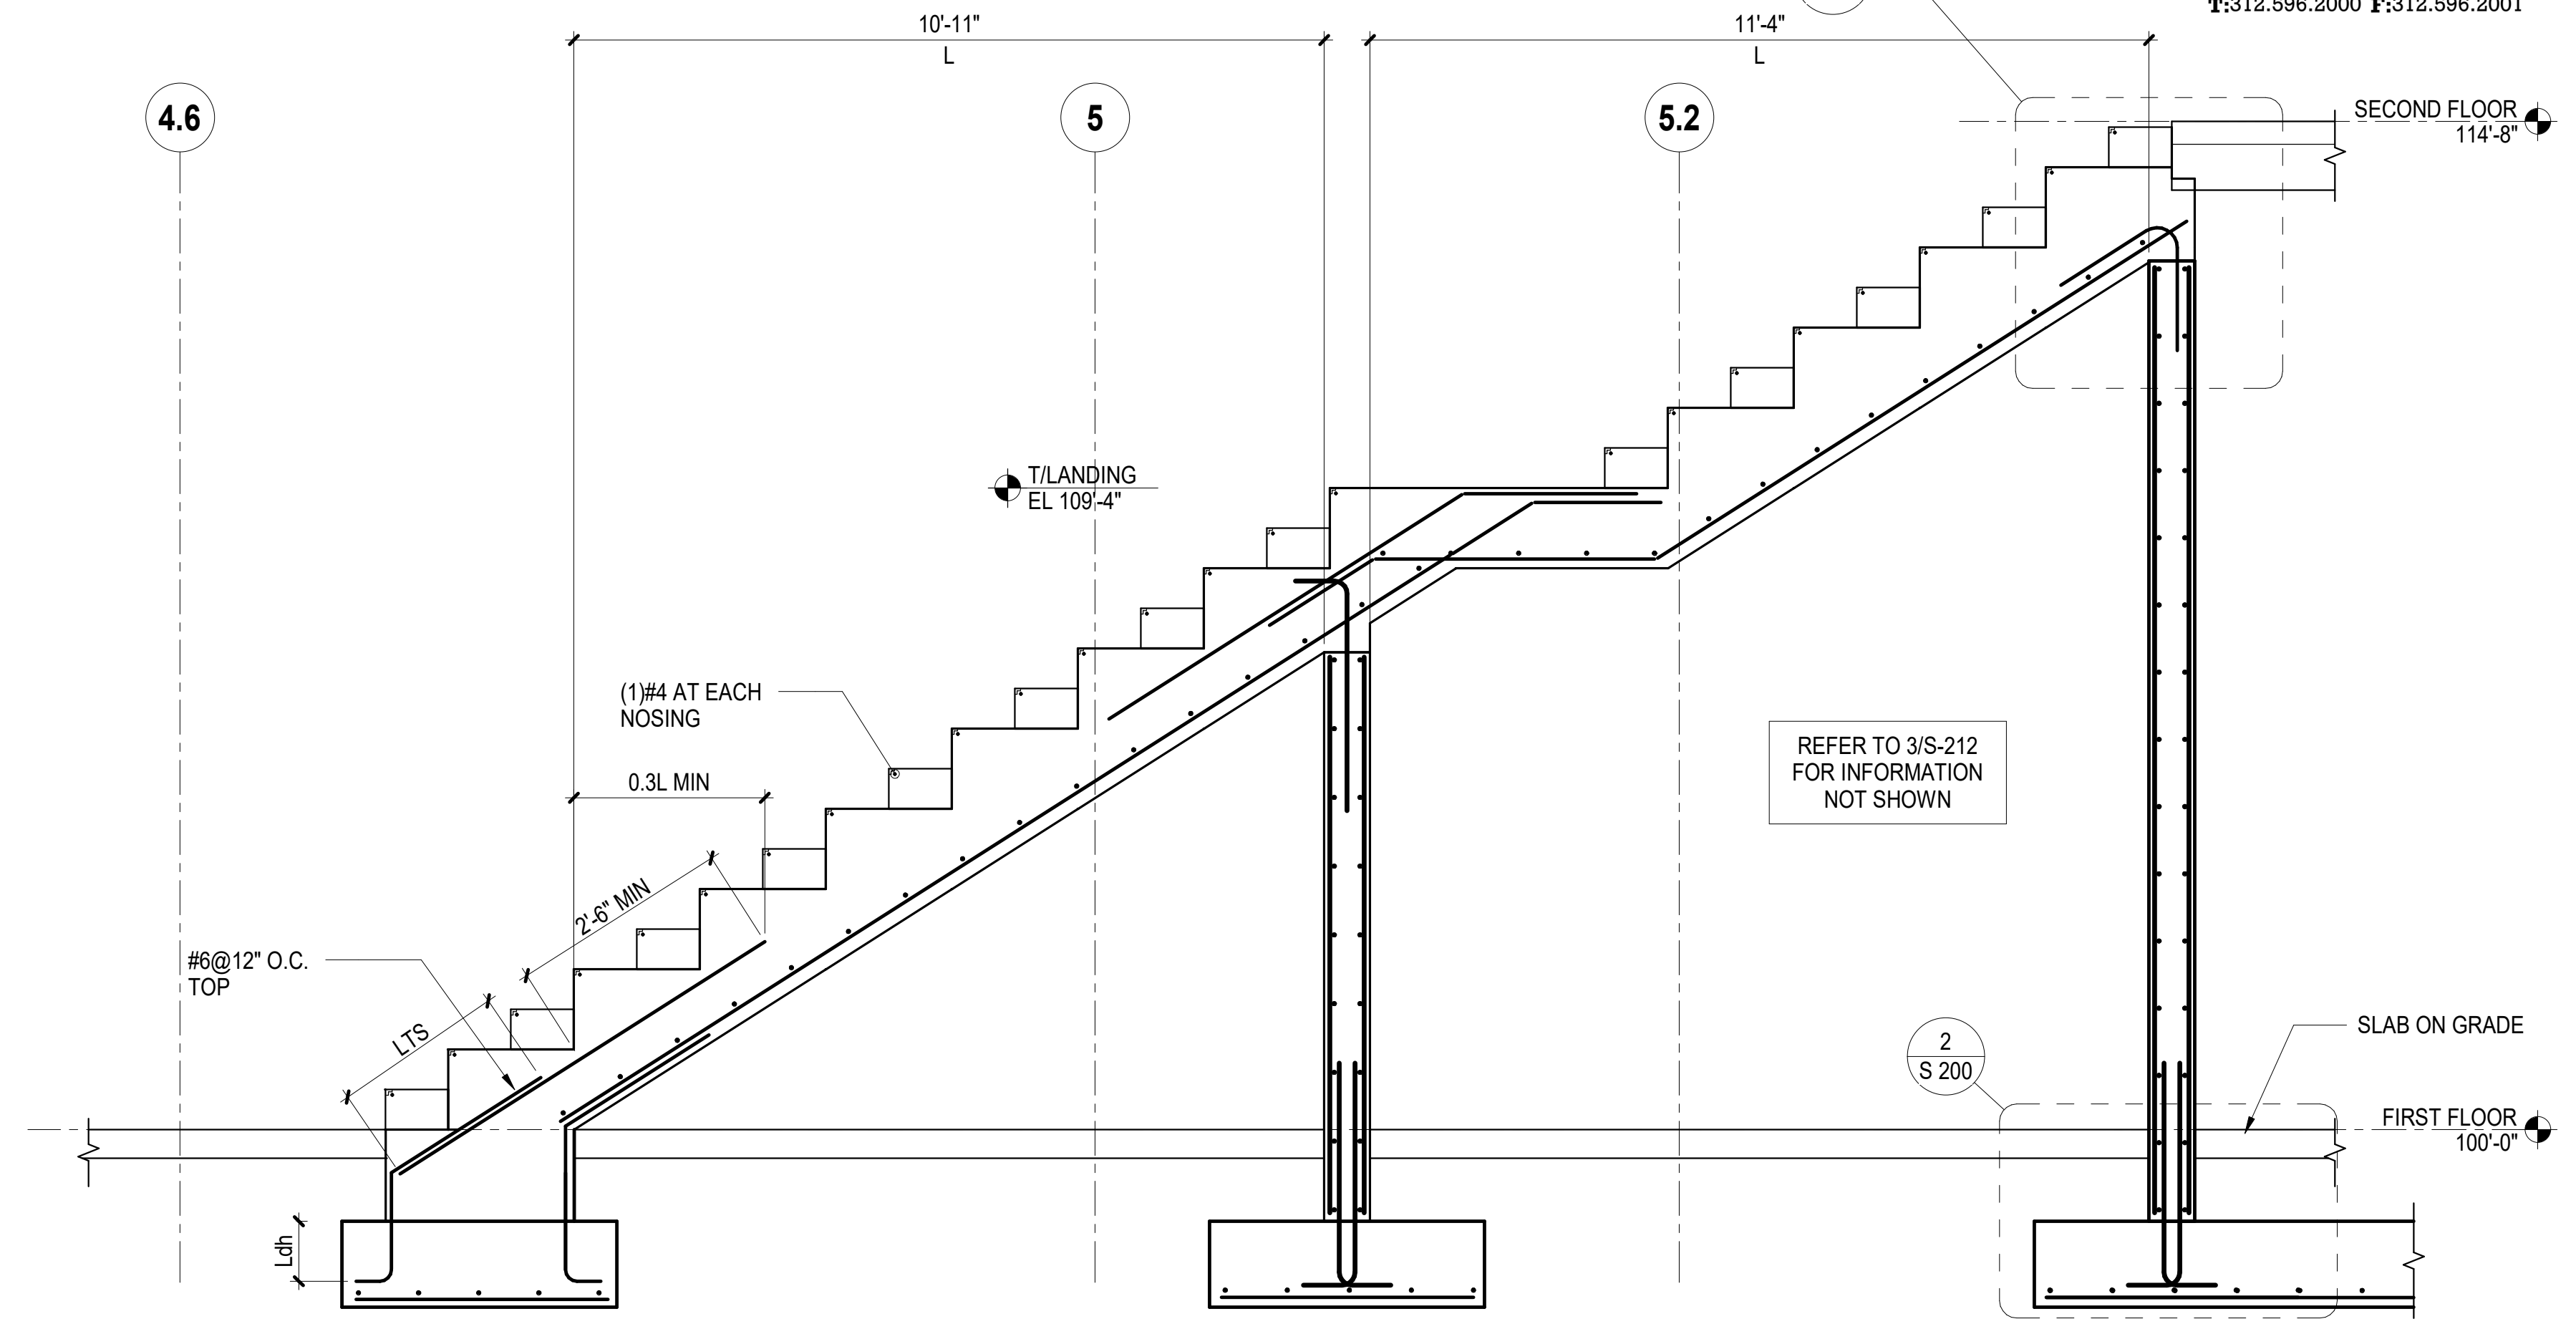 T:312.596.2000 F:312.596.2001
10'-11"
L
11'-4"
L
4.6
5
5.2
SECOND FLOOR
114'-8"
T/LANDING
EL 109'-4"
(1)#4 AT EACH
NOSING
0.3L MIN
REFER TO 3/S-212
FOR INFORMATION
NOT SHOWN
2'-6" MIN
#6@12" O.C.
TOP
LTS
2
S 200
SLAB ON GRADE
FIRST FLOOR
100'-0"
Ldh